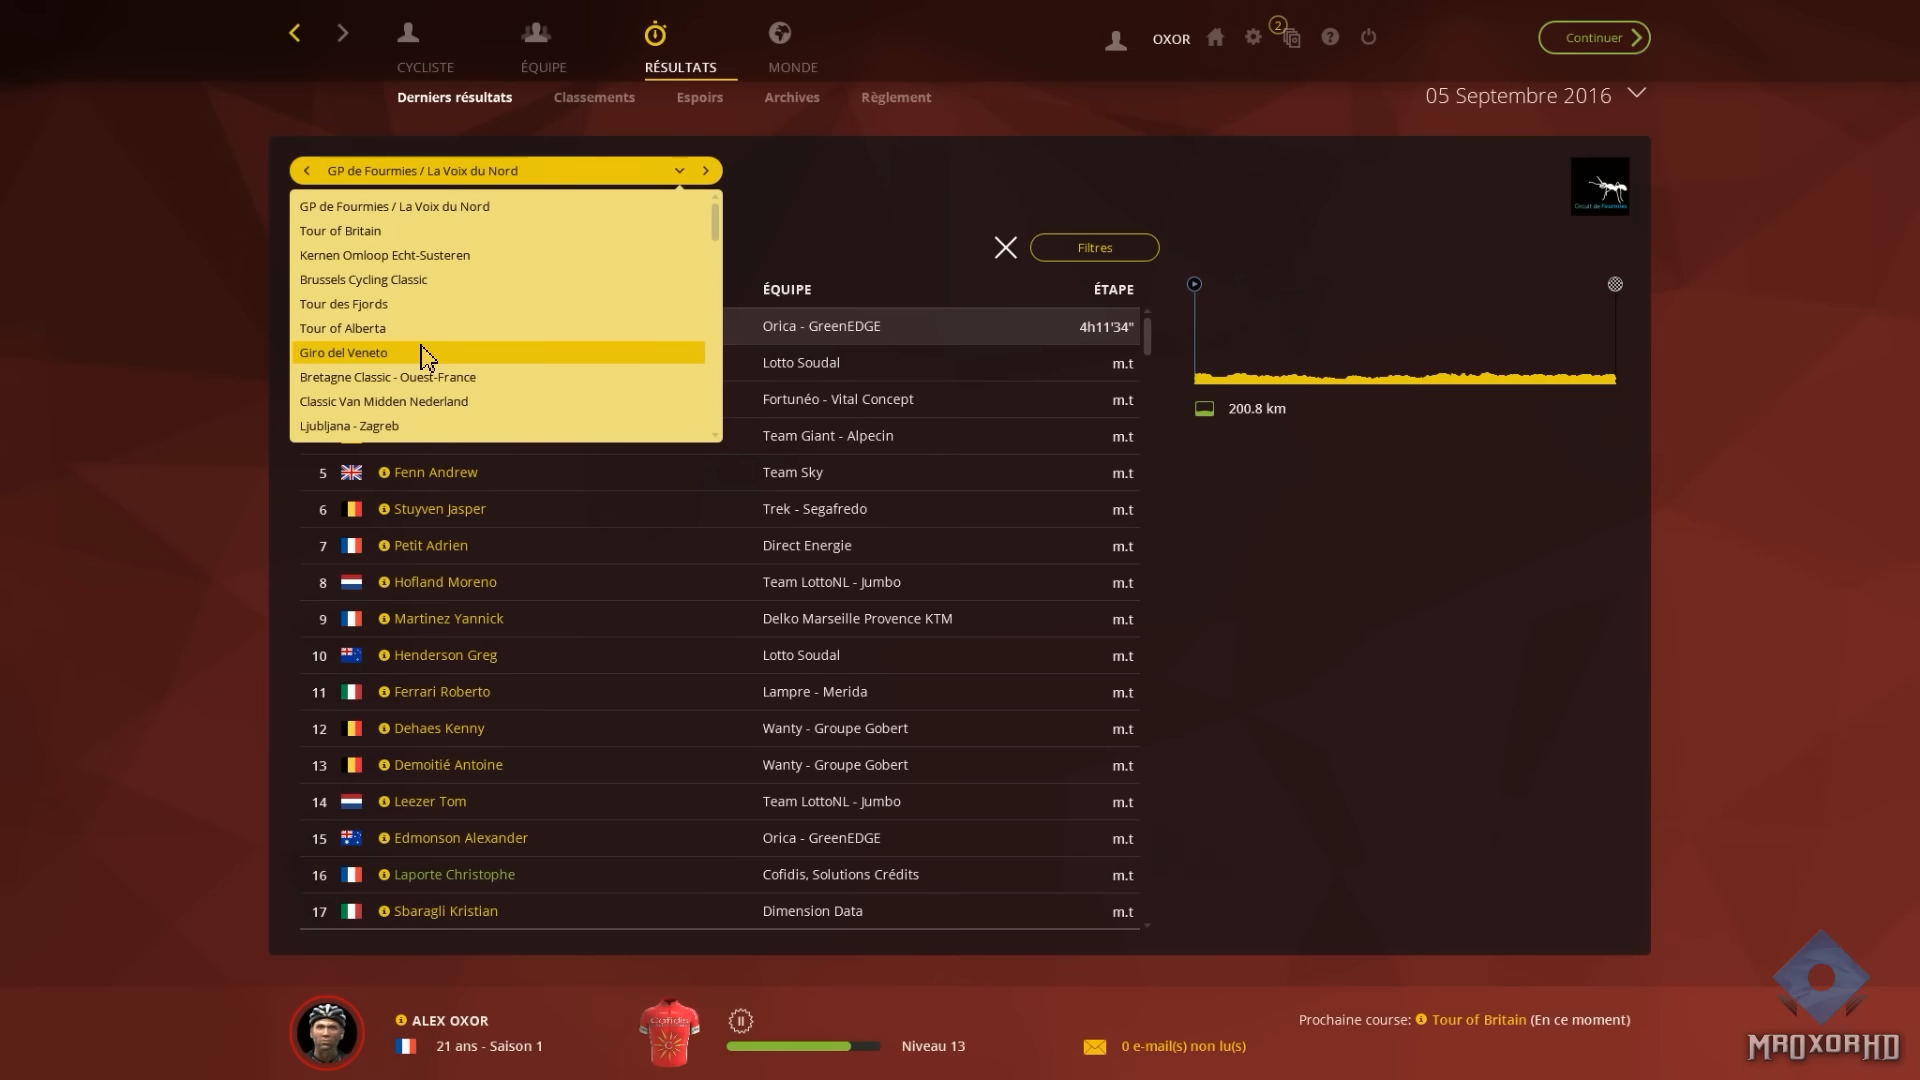 CYCLISTE
ÉQUIPE
RÉSULTATS
MONDE
OXOR
2
Continuer
Derniers résultats
Classements
Espoirs
Archives
Règlement
05 Septembre 2016
GP de Fourmies / La Voix du Nord
GP de Fourmies / La Voix du Nord
Tour of Britain
Kernen Omloop Echt-Susteren
Brussels Cycling Classic
Tour des Fjords
Tour of Alberta
Giro del Veneto
Bretagne Classic - Ouest-France
Classic Van Midden Nederland
Ljubljana - Zagreb
Circuit de Fourmies
Filtres
ÉQUIPE ÉTAPE
Orica - GreenEDGE 4h11'34"
Lotto Soudal m.t
Fortunéo - Vital Concept m.t
Team Giant - Alpecin m.t
5 Fenn Andrew Team Sky m.t
6 Stuyven Jasper Trek - Segafredo m.t
7 Petit Adrien Direct Energie m.t
8 Hofland Moreno Team LottoNL - Jumbo m.t
9 Martinez Yannick Delko Marseille Provence KTM m.t
10 Henderson Greg Lotto Soudal m.t
11 Ferrari Roberto Lampre - Merida m.t
12 Dehaes Kenny Wanty - Groupe Gobert m.t
13 Demoitié Antoine Wanty - Groupe Gobert m.t
14 Leezer Tom Team LottoNL - Jumbo m.t
15 Edmonson Alexander Orica - GreenEDGE m.t
16 Laporte Christophe Cofidis, Solutions Crédits m.t
17 Sbaragli Kristian Dimension Data m.t
200.8 km
ALEX OXOR
21 ans - Saison 1
Cofidis
Niveau 13
Prochaine course: Tour of Britain (En ce moment)
0 e-mail(s) non lu(s)
MrOxorHD